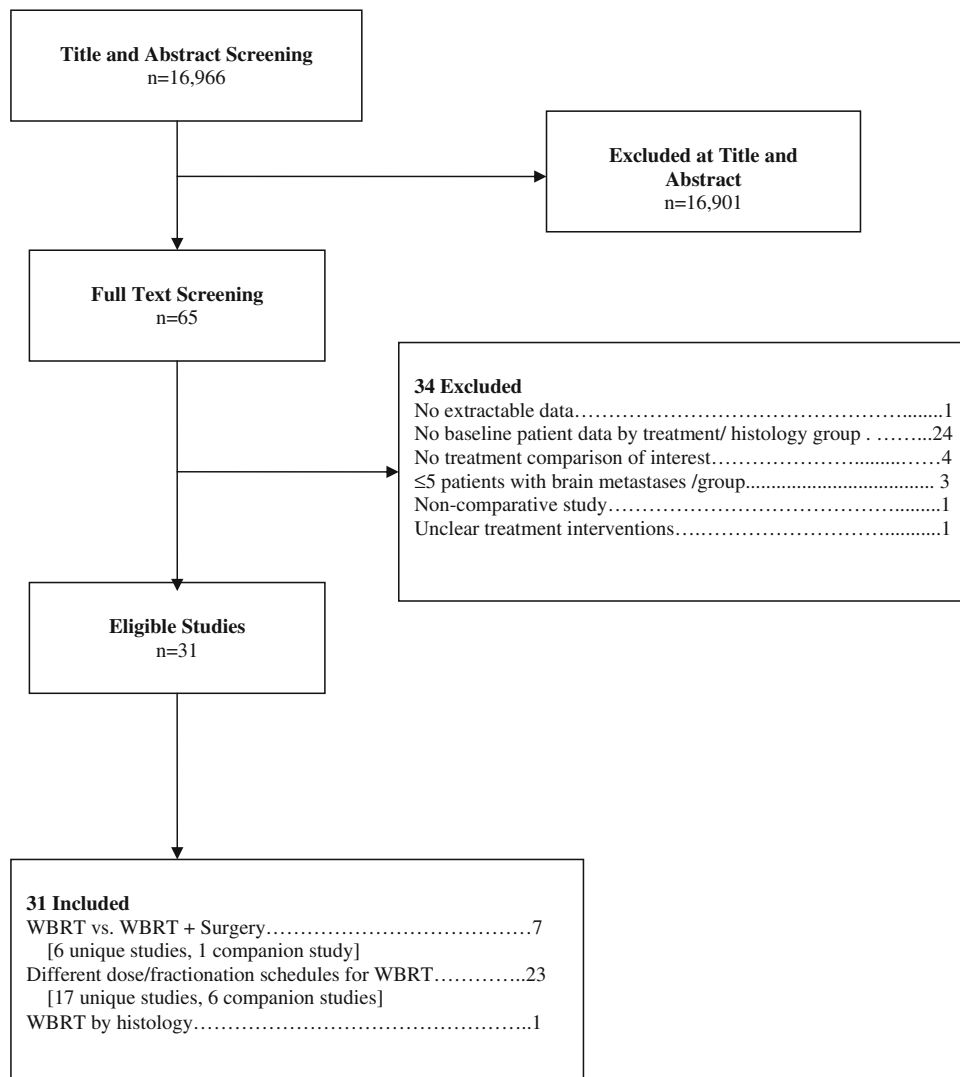 Title and Abstract Screening
n=16,966
Excluded at Title and
Abstract
n=16,901
Full Text Screening
n=65
34 Excluded
No extractable data…………………………………………........1
No baseline patient data by treatment/ histology group . ……...24
No treatment comparison of interest……………….........……4
≤5 patients with brain metastases /group................................... 3
Non-comparative study……………………………………..........1
Unclear treatment interventions….………………………...........1
Eligible Studies
n=31
31 Included
WBRT vs. WBRT + Surgery…………………………………7
[6 unique studies, 1 companion study]
Different dose/fractionation schedules for WBRT…………..23
[17 unique studies, 6 companion studies]
WBRT by histology…………………………………………..1